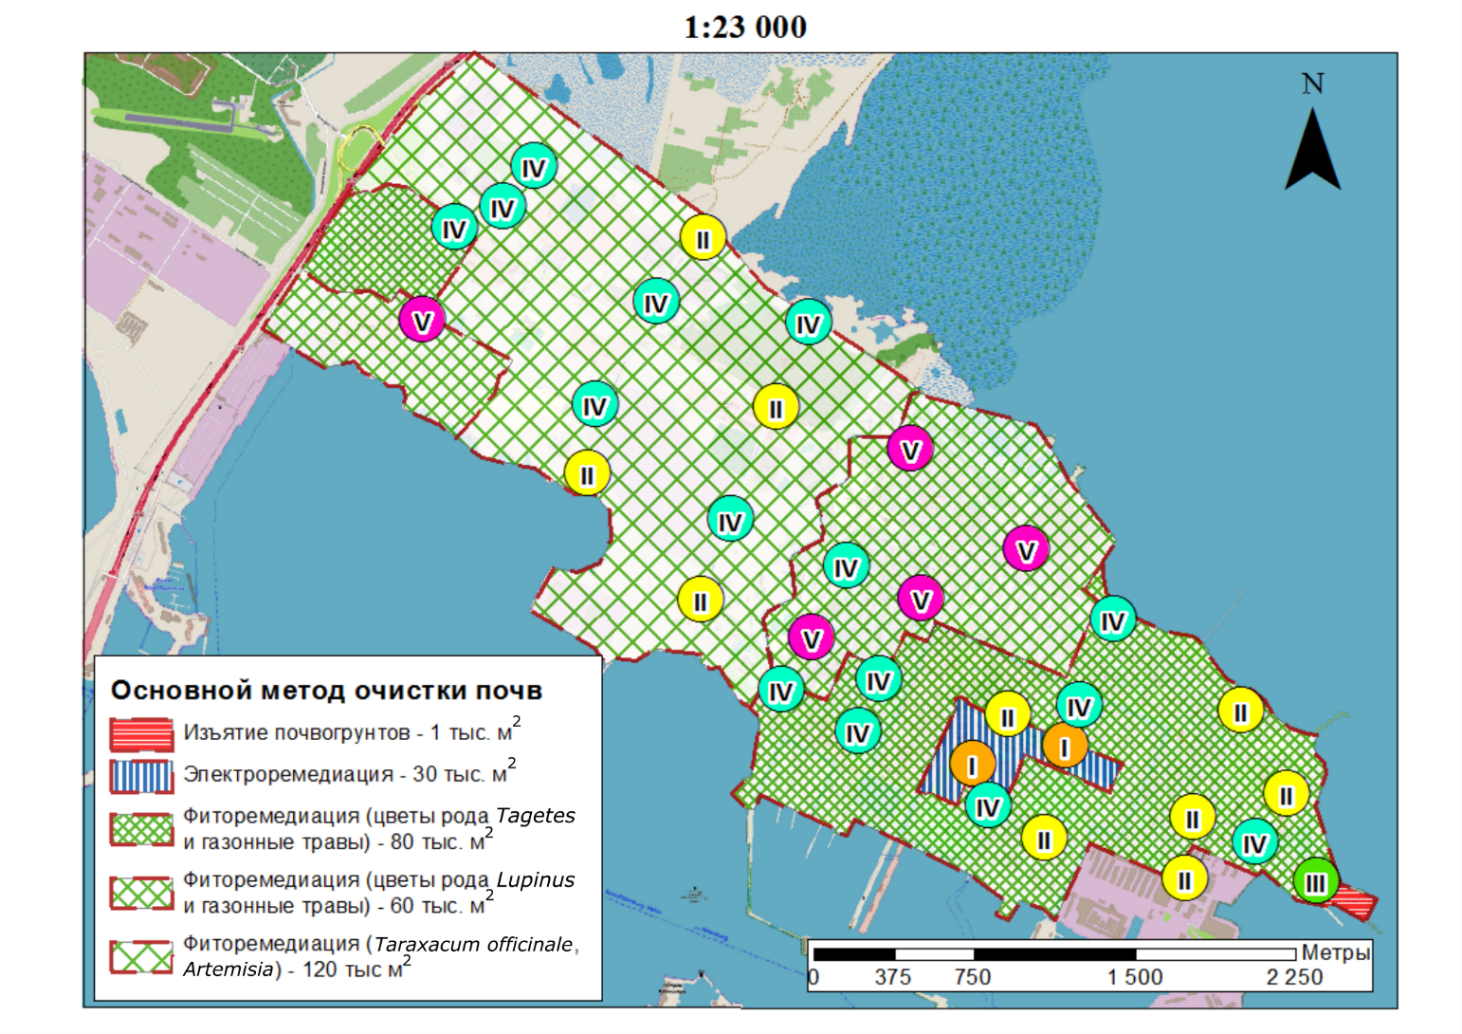 1:23 000
N
IV
IV
IV
II
IV
IV
V
IV
II
V
II
IV
V
IV
V
II
IV
V
IV
IV
IV
II
II
IV
I
I
II
IV
II
II
IV
II
III
Основной метод очистки почв
Изъятие почвогрунтов - 1 тыс. м²
Электроремедиация - 30 тыс. м²
Фиторемедиация (цветы рода Tagetes
и газонные травы) - 80 тыс. м²
Фиторемедиация (цветы рода Lupinus
и газонные травы) - 60 тыс. м²
Фиторемедиация (Taraxacum officinale,
Artemisia) - 120 тыс м²
Метры
0 375 750 1 500 2 250